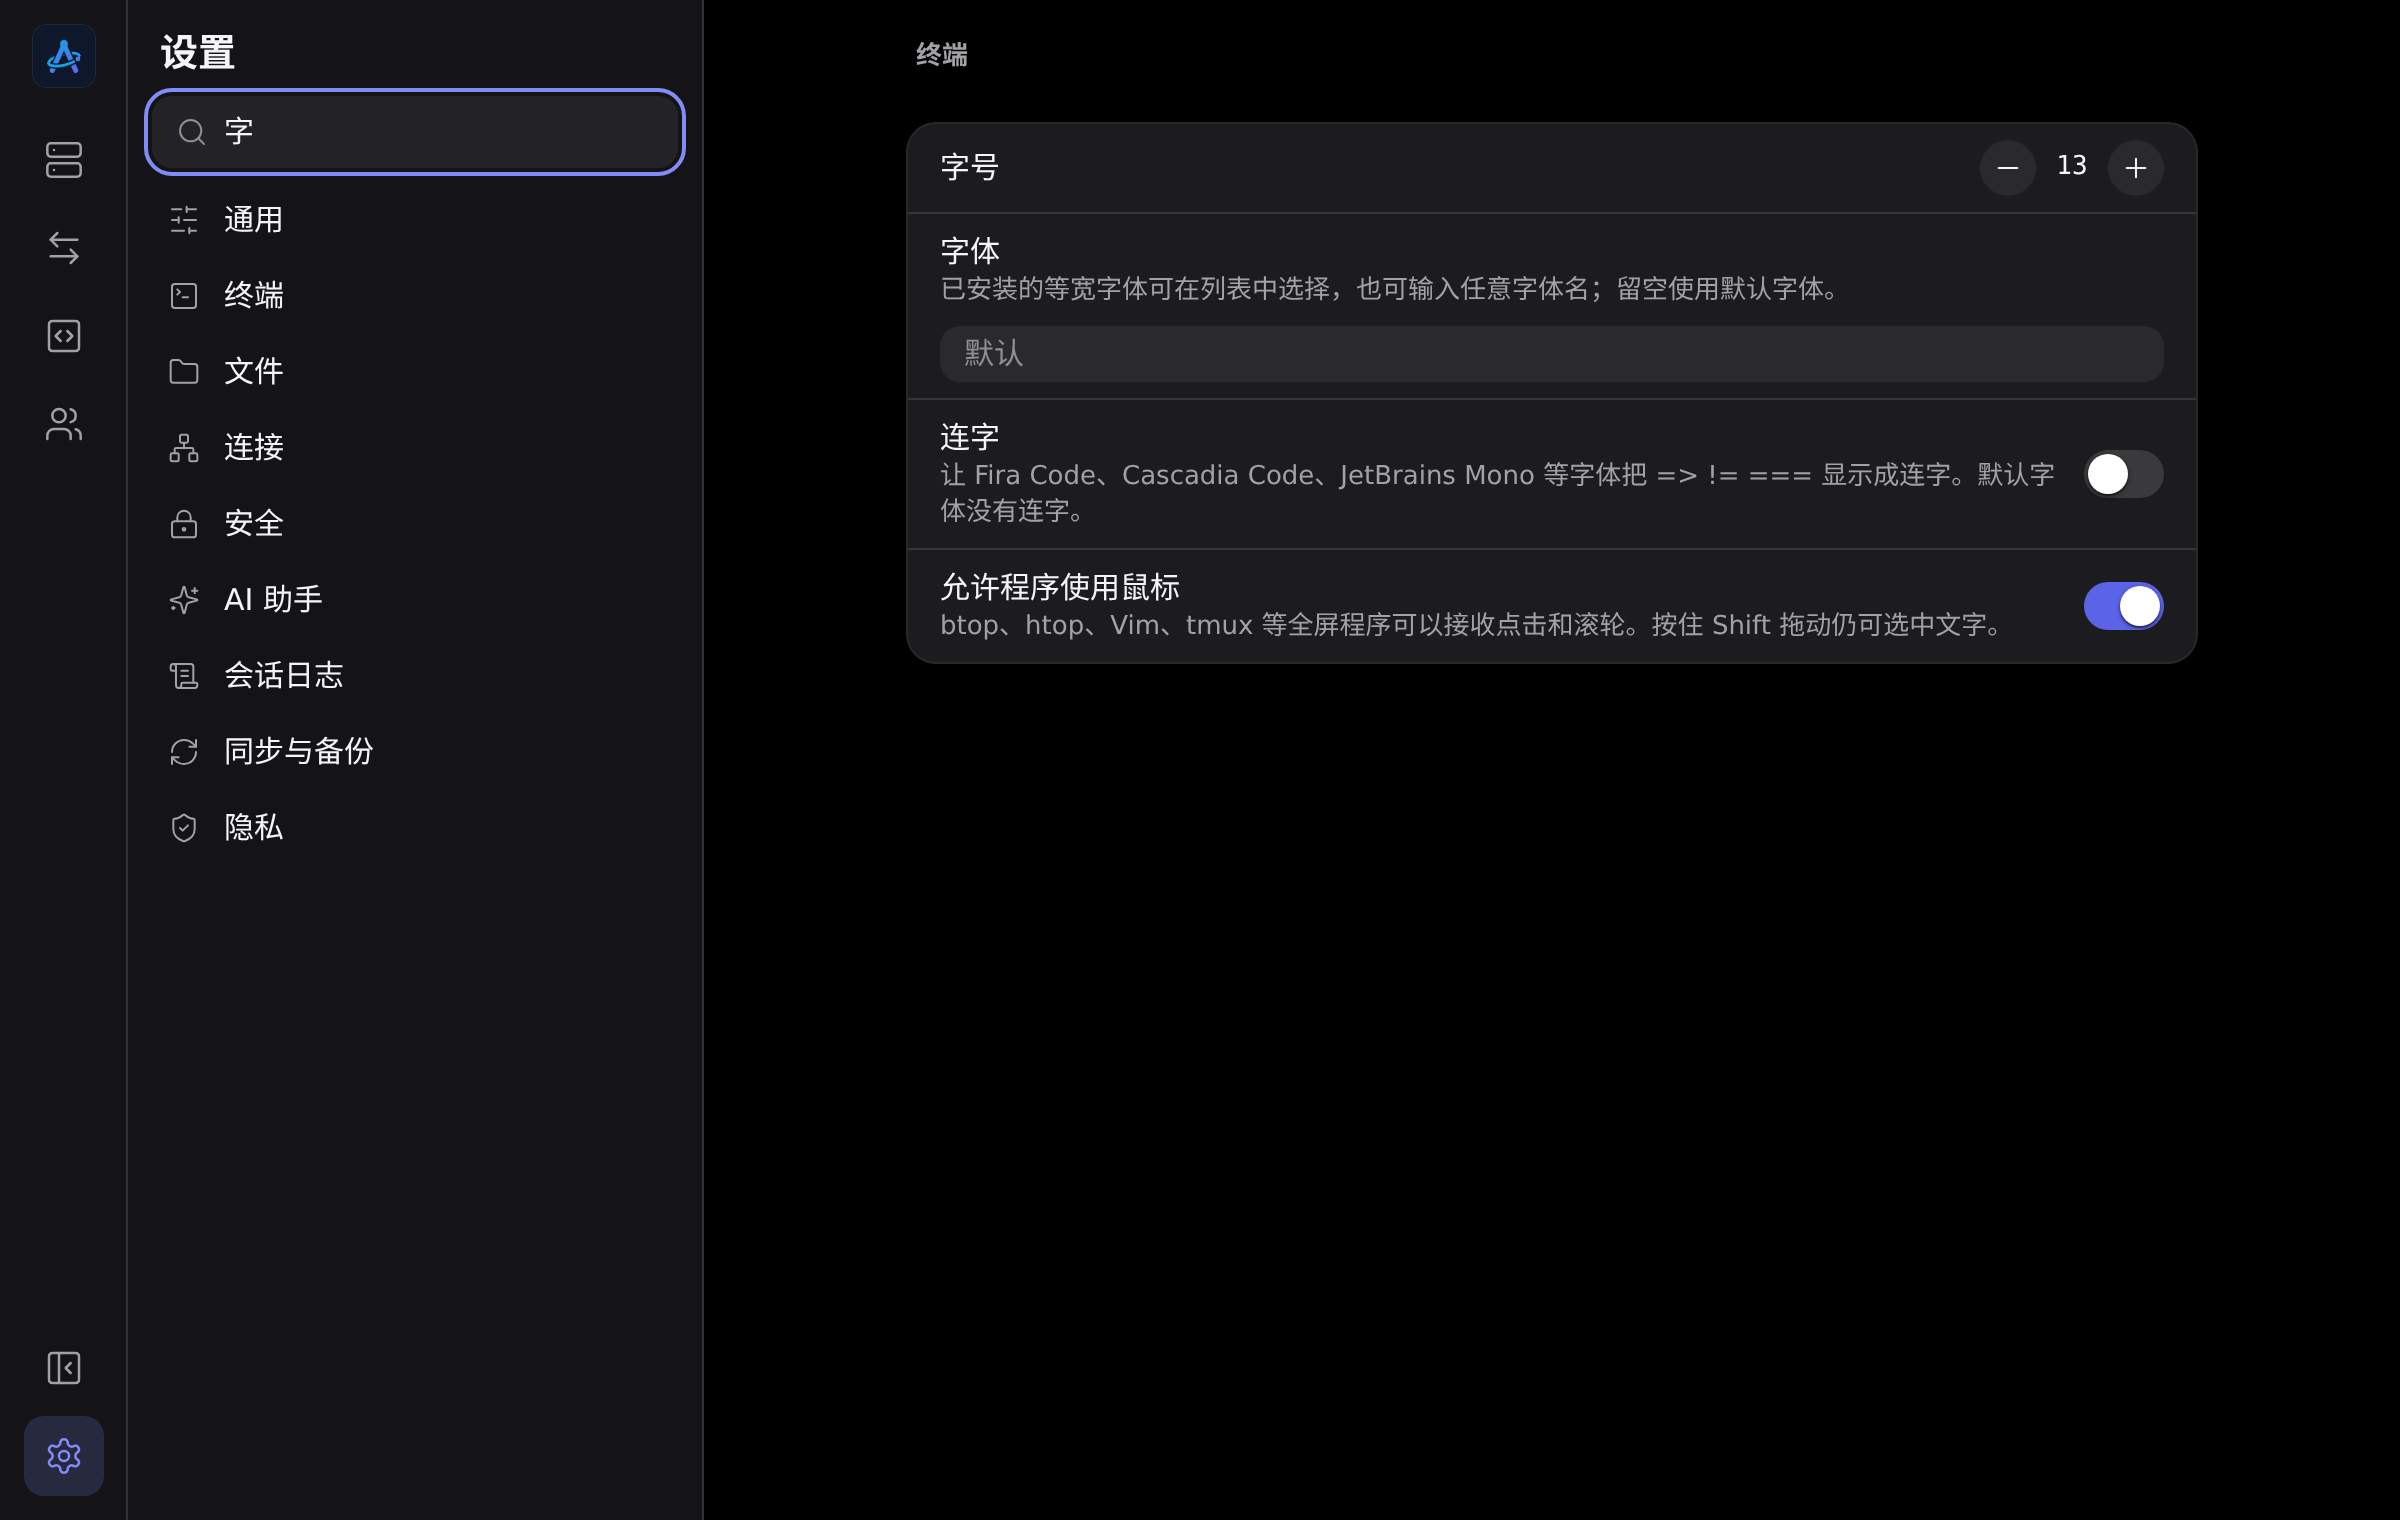 设置
字
通用
终端
文件
连接
安全
AI 助手
会话日志
同步与备份
隐私
终端
字号
13
字体
已安装的等宽字体可在列表中选择，也可输入任意字体名；留空使用默认字体。
默认
连字
让 Fira Code、Cascadia Code、JetBrains Mono 等字体把 => != === 显示成连字。默认字
体没有连字。
允许程序使用鼠标
btop、htop、Vim、tmux 等全屏程序可以接收点击和滚轮。按住 Shift 拖动仍可选中文字。